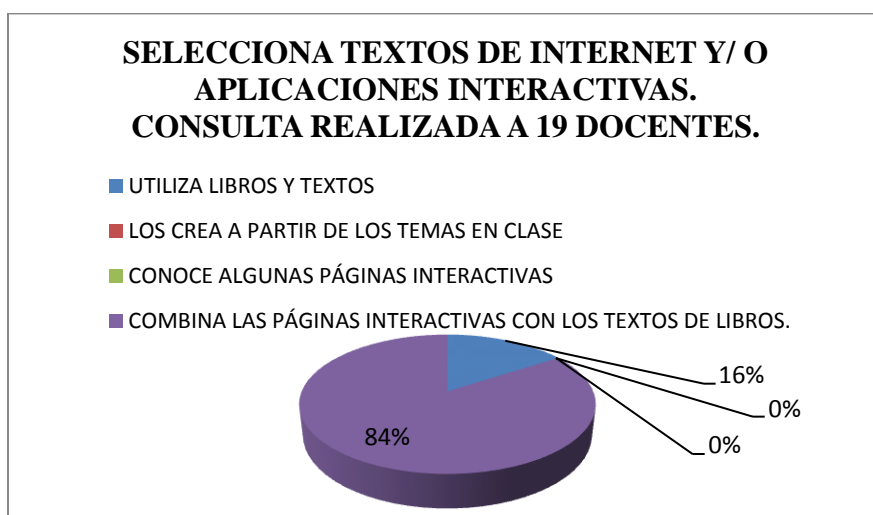 SELECCIONA TEXTOS DE INTERNET Y/ O
APLICACIONES INTERACTIVAS.
CONSULTA REALIZADA A 19 DOCENTES.
UTILIZA LIBROS Y TEXTOS
LOS CREA A PARTIR DE LOS TEMAS EN CLASE
CONOCE ALGUNAS PÁGINAS INTERACTIVAS
COMBINA LAS PÁGINAS INTERACTIVAS CON LOS TEXTOS DE LIBROS.
16%
0%
0%
84%